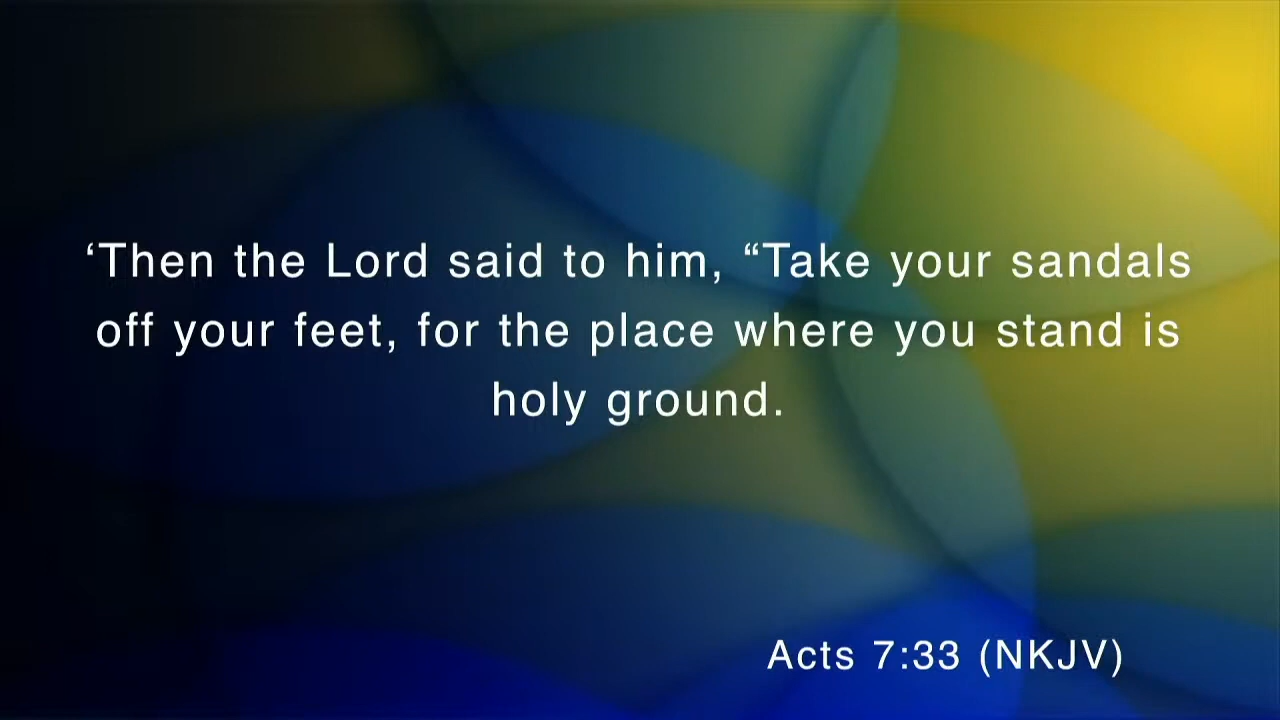 ‘Then the Lord said to him, “Take your sandals
off your feet, for the place where you stand is
holy ground.
Acts 7:33 (NKJV)